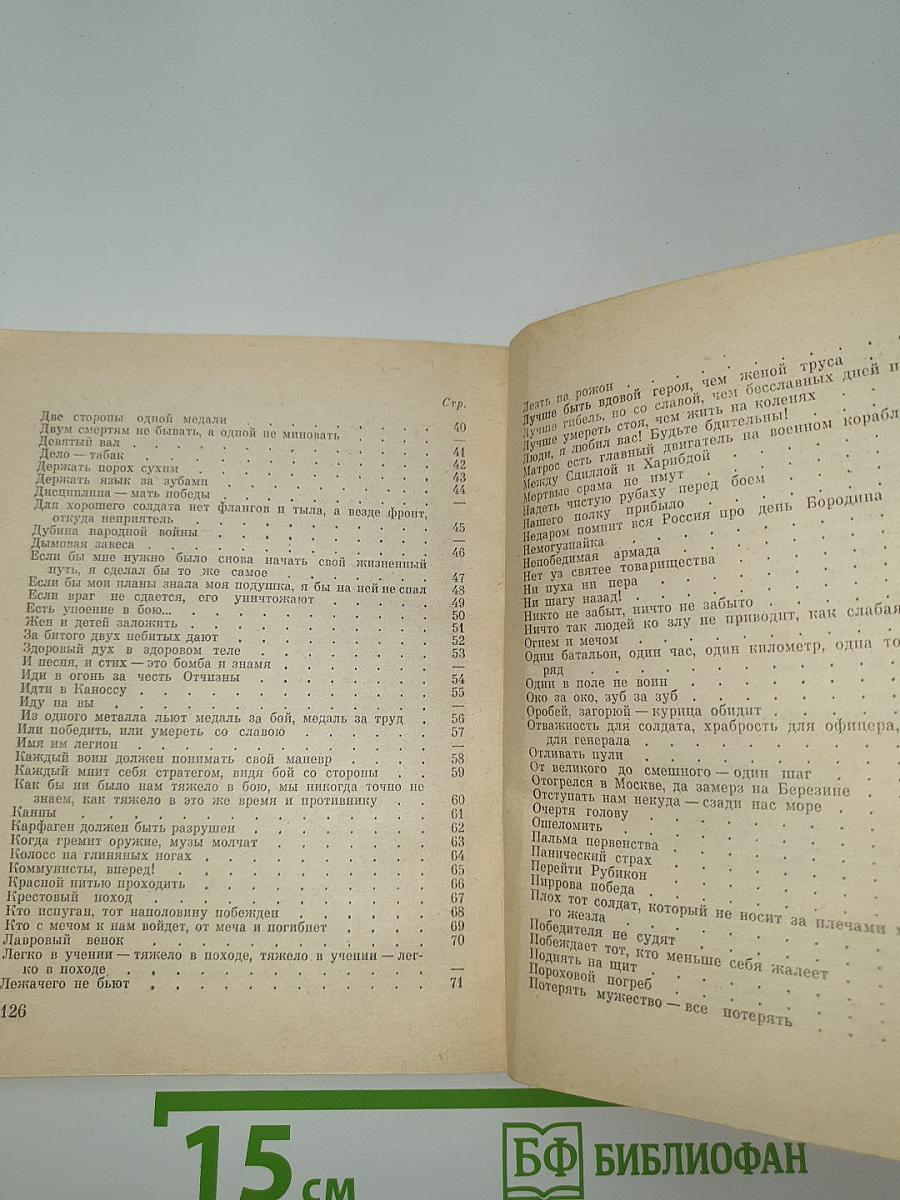 Стр.
Две стороны одной медали . . . . . . . . 40
Двум смертям не бывать, а одной не миновать . . . —
Девятый вал . . . . . . . . . . 41
Дело — табак . . . . . . . . . . 42
Держать порох сухим . . . . . . . . 43
Держать язык за зубами . . . . . . . . 44
Дисциплина — мать победы . . . . . . . —
Для хорошего солдата нет флангов и тыла, а везде фронт,
откуда неприятель . . . . . . . . 45
Дубина народной войны . . . . . . . . —
Дымовая завеса . . . . . . . . . 46
Если бы мне нужно было снова начать свой жизненный
путь, я сделал бы то же самое . . . . . 47
Если бы мои планы знала моя подушка, я бы на ней не спал 48
Если враг не сдается, его уничтожают . . . . 49
Есть упоение в бою... . . . . . . . . 50
Жен и детей заложить . . . . . . . . 51
За битого двух небитых дают . . . . . . 52
Здоровый дух в здоровом теле . . . . . . 53
И песня, и стих — это бомба и знамя . . . . . —
Иди в огонь за честь Отчизны . . . . . . 54
Идти в Каноссу . . . . . . . . . 55
Иду на вы . . . . . . . . . . —
Из одного металла льют медаль за бой, медаль за труд . 56
Или победить, или умереть со славою . . . . . 57
Имя им легион . . . . . . . . . —
Каждый воин должен понимать свой маневр . . . . 58
Каждый мнит себя стратегом, видя бой со стороны . . 59
Как бы ни было нам тяжело в бою, мы никогда точно не
знаем, как тяжело в это же время и противнику . . 60
Канны . . . . . . . . . . . 61
Карфаген должен быть разрушен . . . . . . 62
Когда гремит оружие, музы молчат . . . . . 63
Колосс на глиняных ногах . . . . . . . 64
Коммунисты, вперед! . . . . . . . . 65
Красной нитью проходить . . . . . . . 66
Крестовый поход . . . . . . . . . 67
Кто испуган, тот наполовину побежден . . . . . 68
Кто с мечом к нам войдет, от меча и погибнет . . . 69
Лавровый венок . . . . . . . . . 70
Легко в учении — тяжело в походе, тяжело в учении — лег-
ко в походе . . . . . . . . . —
Лежачего не бьют . . . . . . . . . 71
126
Лезть на рожон . . . . . . . .
Лучше быть вдовой героя, чем женой труса . .
Лучше гибель, но со славой, чем бесславных дней п
Лучше умереть стоя, чем жить на коленях . . .
Люди, я любил вас! Будьте бдительны! . . . .
Матрос есть главный двигатель на военном корабл
Между Сциллой и Харибдой . . . . . .
Мертвые срама не имут . . . . . . .
Надеть чистую рубаху перед боем . . . . .
Нашего полку прибыло . . . . . . .
Недаром помнит вся Россия про день Бородина
Немогузнайка . . . . . . . .
Непобедимая армада . . . . . . .
Нет уз святее товарищества . . . . . .
Ни пуха ни пера . . . . . . . .
Ни шагу назад! . . . . . . . .
Никто не забыт, ничто не забыто . . . . .
Ничто так людей ко злу не приводит, как слабая
Огнем и мечом . . . . . . . .
Один батальон, один час, один километр, одна то
ряд . . . . . . . . .
Один в поле не воин . . . . . . .
Око за око, зуб за зуб . . . . . . .
Оробей, загорюй — курица обидит . . . . .
Отважность для солдата, храбрость для офицера,
для генерала . . . . . . . .
Отливать пули . . . . . . . .
От великого до смешного — один шаг . . .
Отогрелся в Москве, да замерз на Березине .
Отступать нам некуда — сзади нас море . .
Очертя голову . . . . . . . .
Ошеломить . . . . . . . . .
Пальма первенства . . . . . . .
Панический страх . . . . . . .
Перейти Рубикон . . . . . . .
Пиррова победа . . . . . . . .
Плох тот солдат, который не носит за плечами
го жезла . . . . . . . .
Победителя не судят . . . . . . .
Побеждает тот, кто меньше себя жалеет . .
Поднять на щит . . . . . . . .
Пороховой погреб . . . . . . .
Потерять мужество — все потерять . . . .
15 см
БФ БИБЛИОФАН